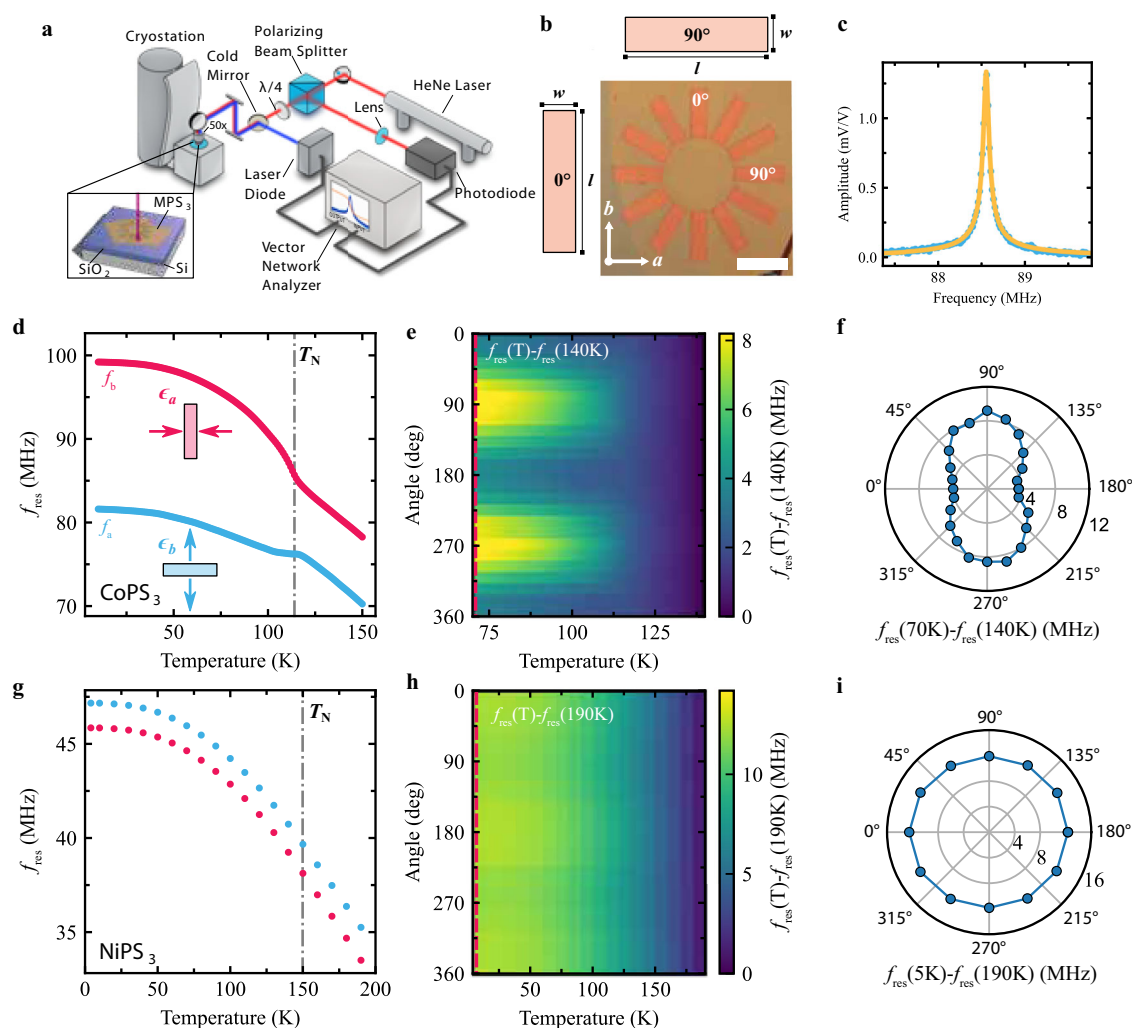 a
Cryostation
Cold
Mirror
Polarizing
Beam Splitter
λ/4
HeNe Laser
Lens
50x
Laser
Diode
Photodiode
OUTPUT
INPUT
Vector
Network
Analyzer
MPS3
SiO2
Si
b
90°
w
l
w
0°
l
0°
90°
b
a
c
Amplitude (mV/V)
1.0
0.5
0.0
88
89
Frequency (MHz)
d
fres (MHz)
100
90
80
70
fb
ϵa
TN
fa
ϵb
CoPS3
50
100
150
Temperature (K)
e
Angle (deg)
0
90
180
270
360
fres(T)-fres(140K)
75
100
125
Temperature (K)
8
6
4
2
0
fres(T)-fres(140K) (MHz)
f
90°
45°
135°
0°
180°
4
8
12
315°
215°
270°
fres(70K)-fres(140K) (MHz)
g
fres (MHz)
45
40
35
TN
NiPS3
0
50
100
150
200
Temperature (K)
h
Angle (deg)
0
90
180
270
360
fres(T)-fres(190K)
50
100
150
Temperature (K)
10
5
0
fres(T)-fres(190K) (MHz)
i
90°
45°
135°
0°
180°
4
8
16
315°
215°
270°
fres(5K)-fres(190K) (MHz)